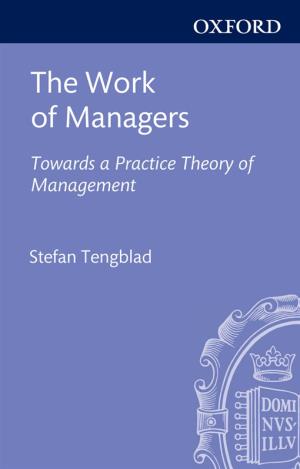 OXFORD
The Work
of Managers
Towards a Practice Theory of
Management
Stefan Tengblad
DOMI
NVS·
ILLV